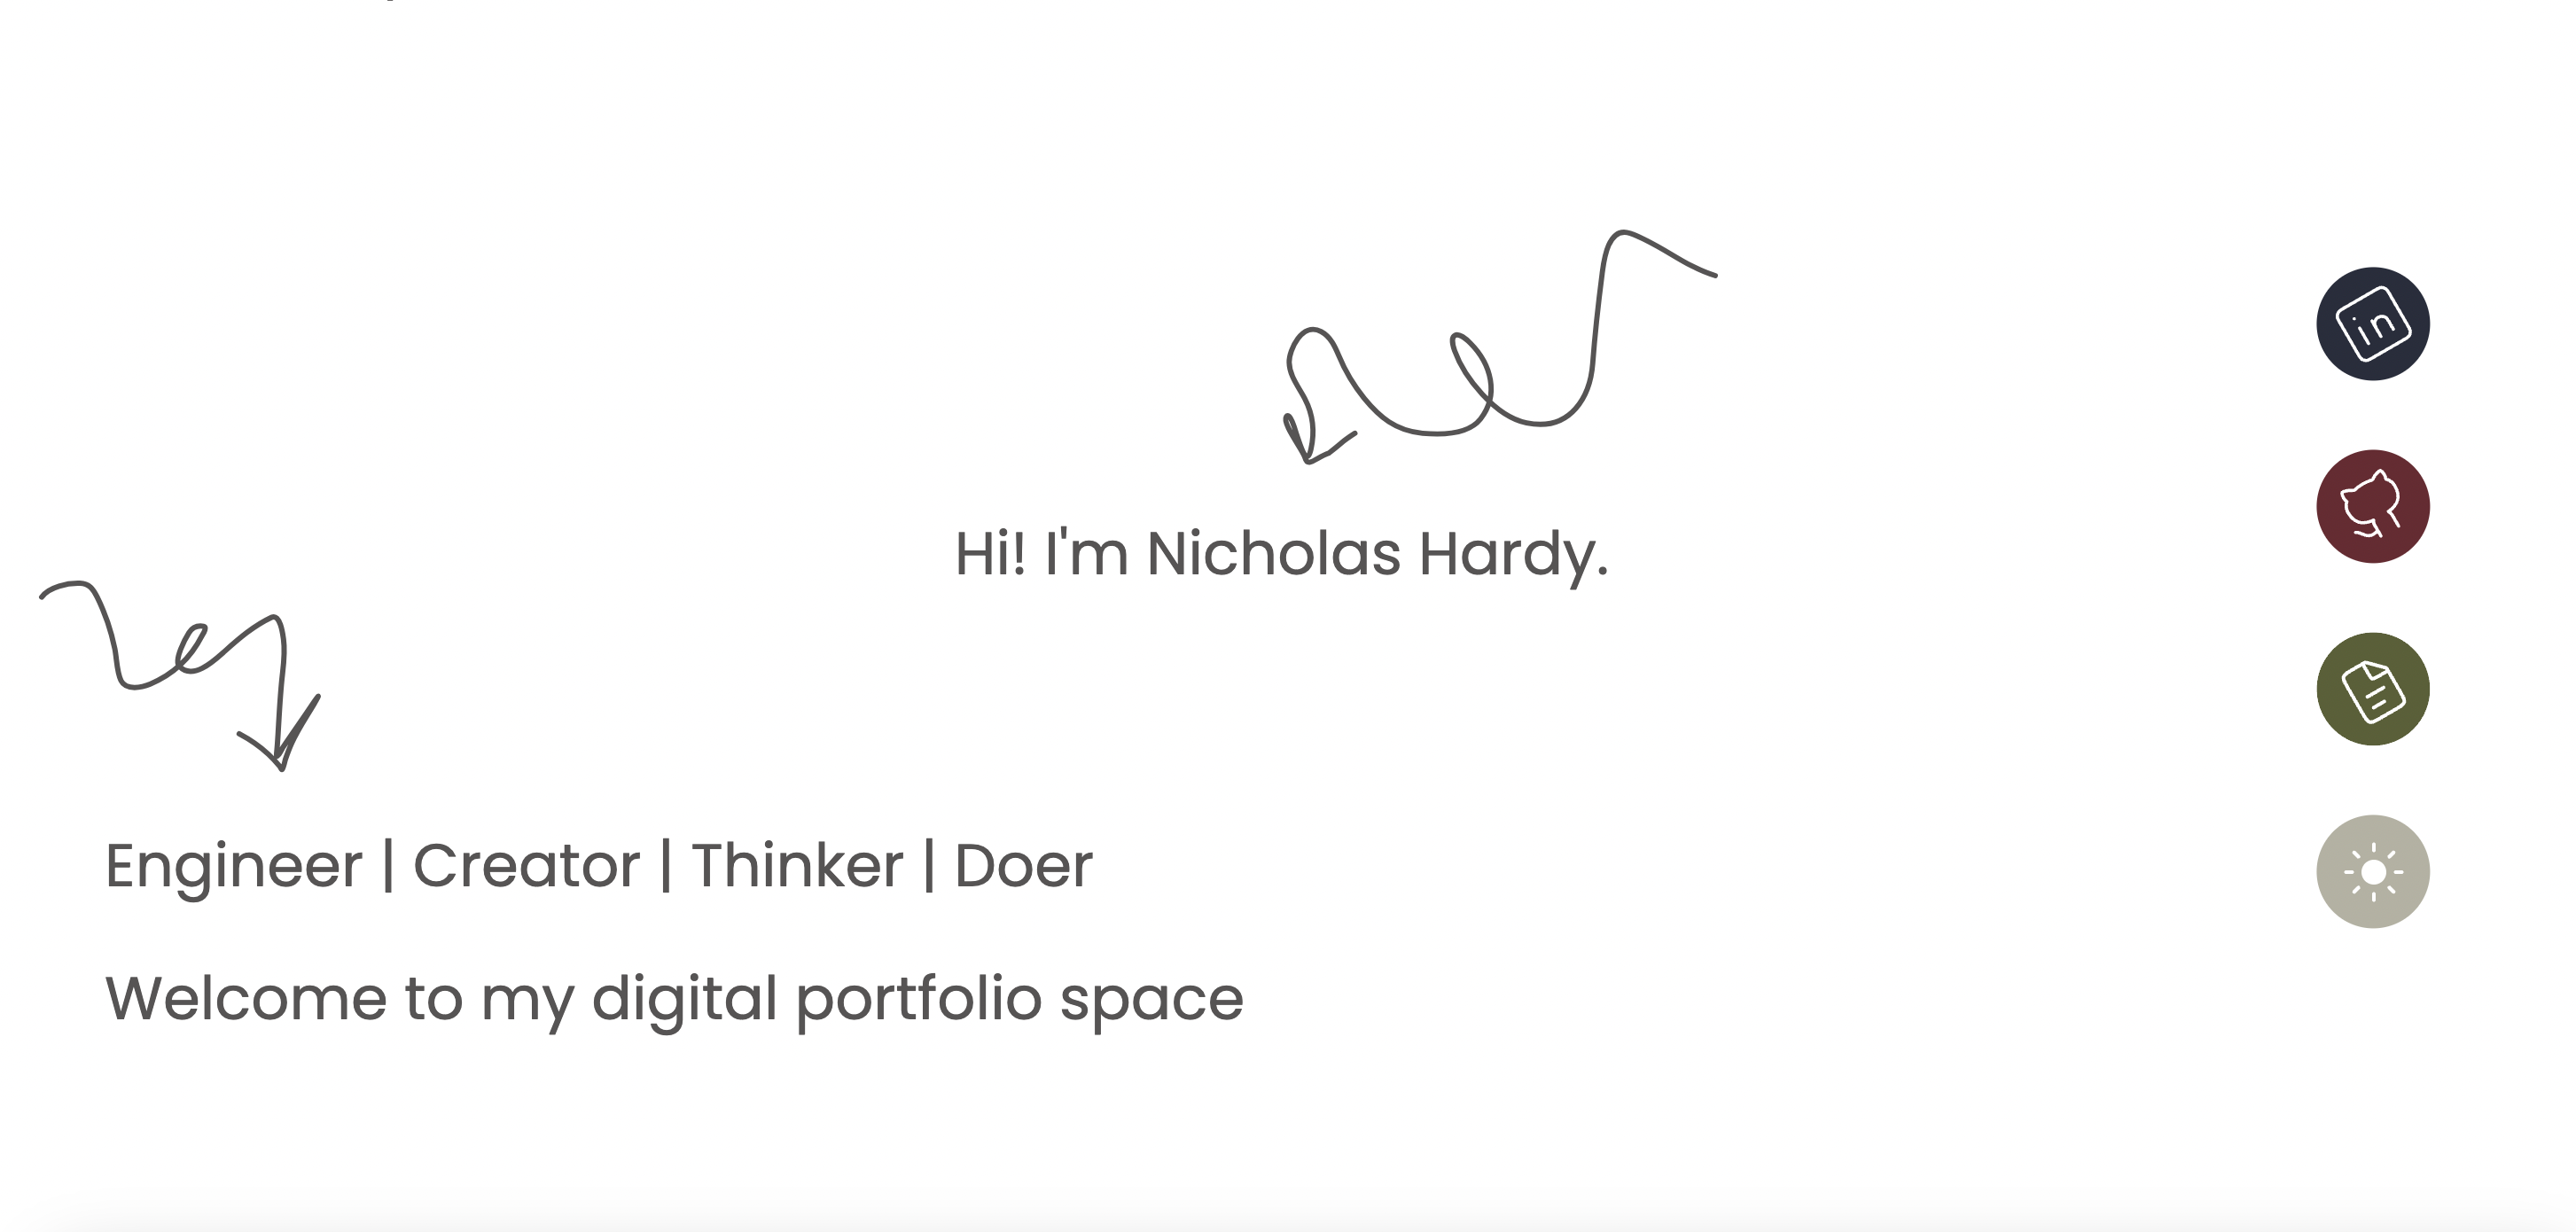 in
Hi! I'm Nicholas Hardy.
Engineer | Creator | Thinker | Doer
Welcome to my digital portfolio space